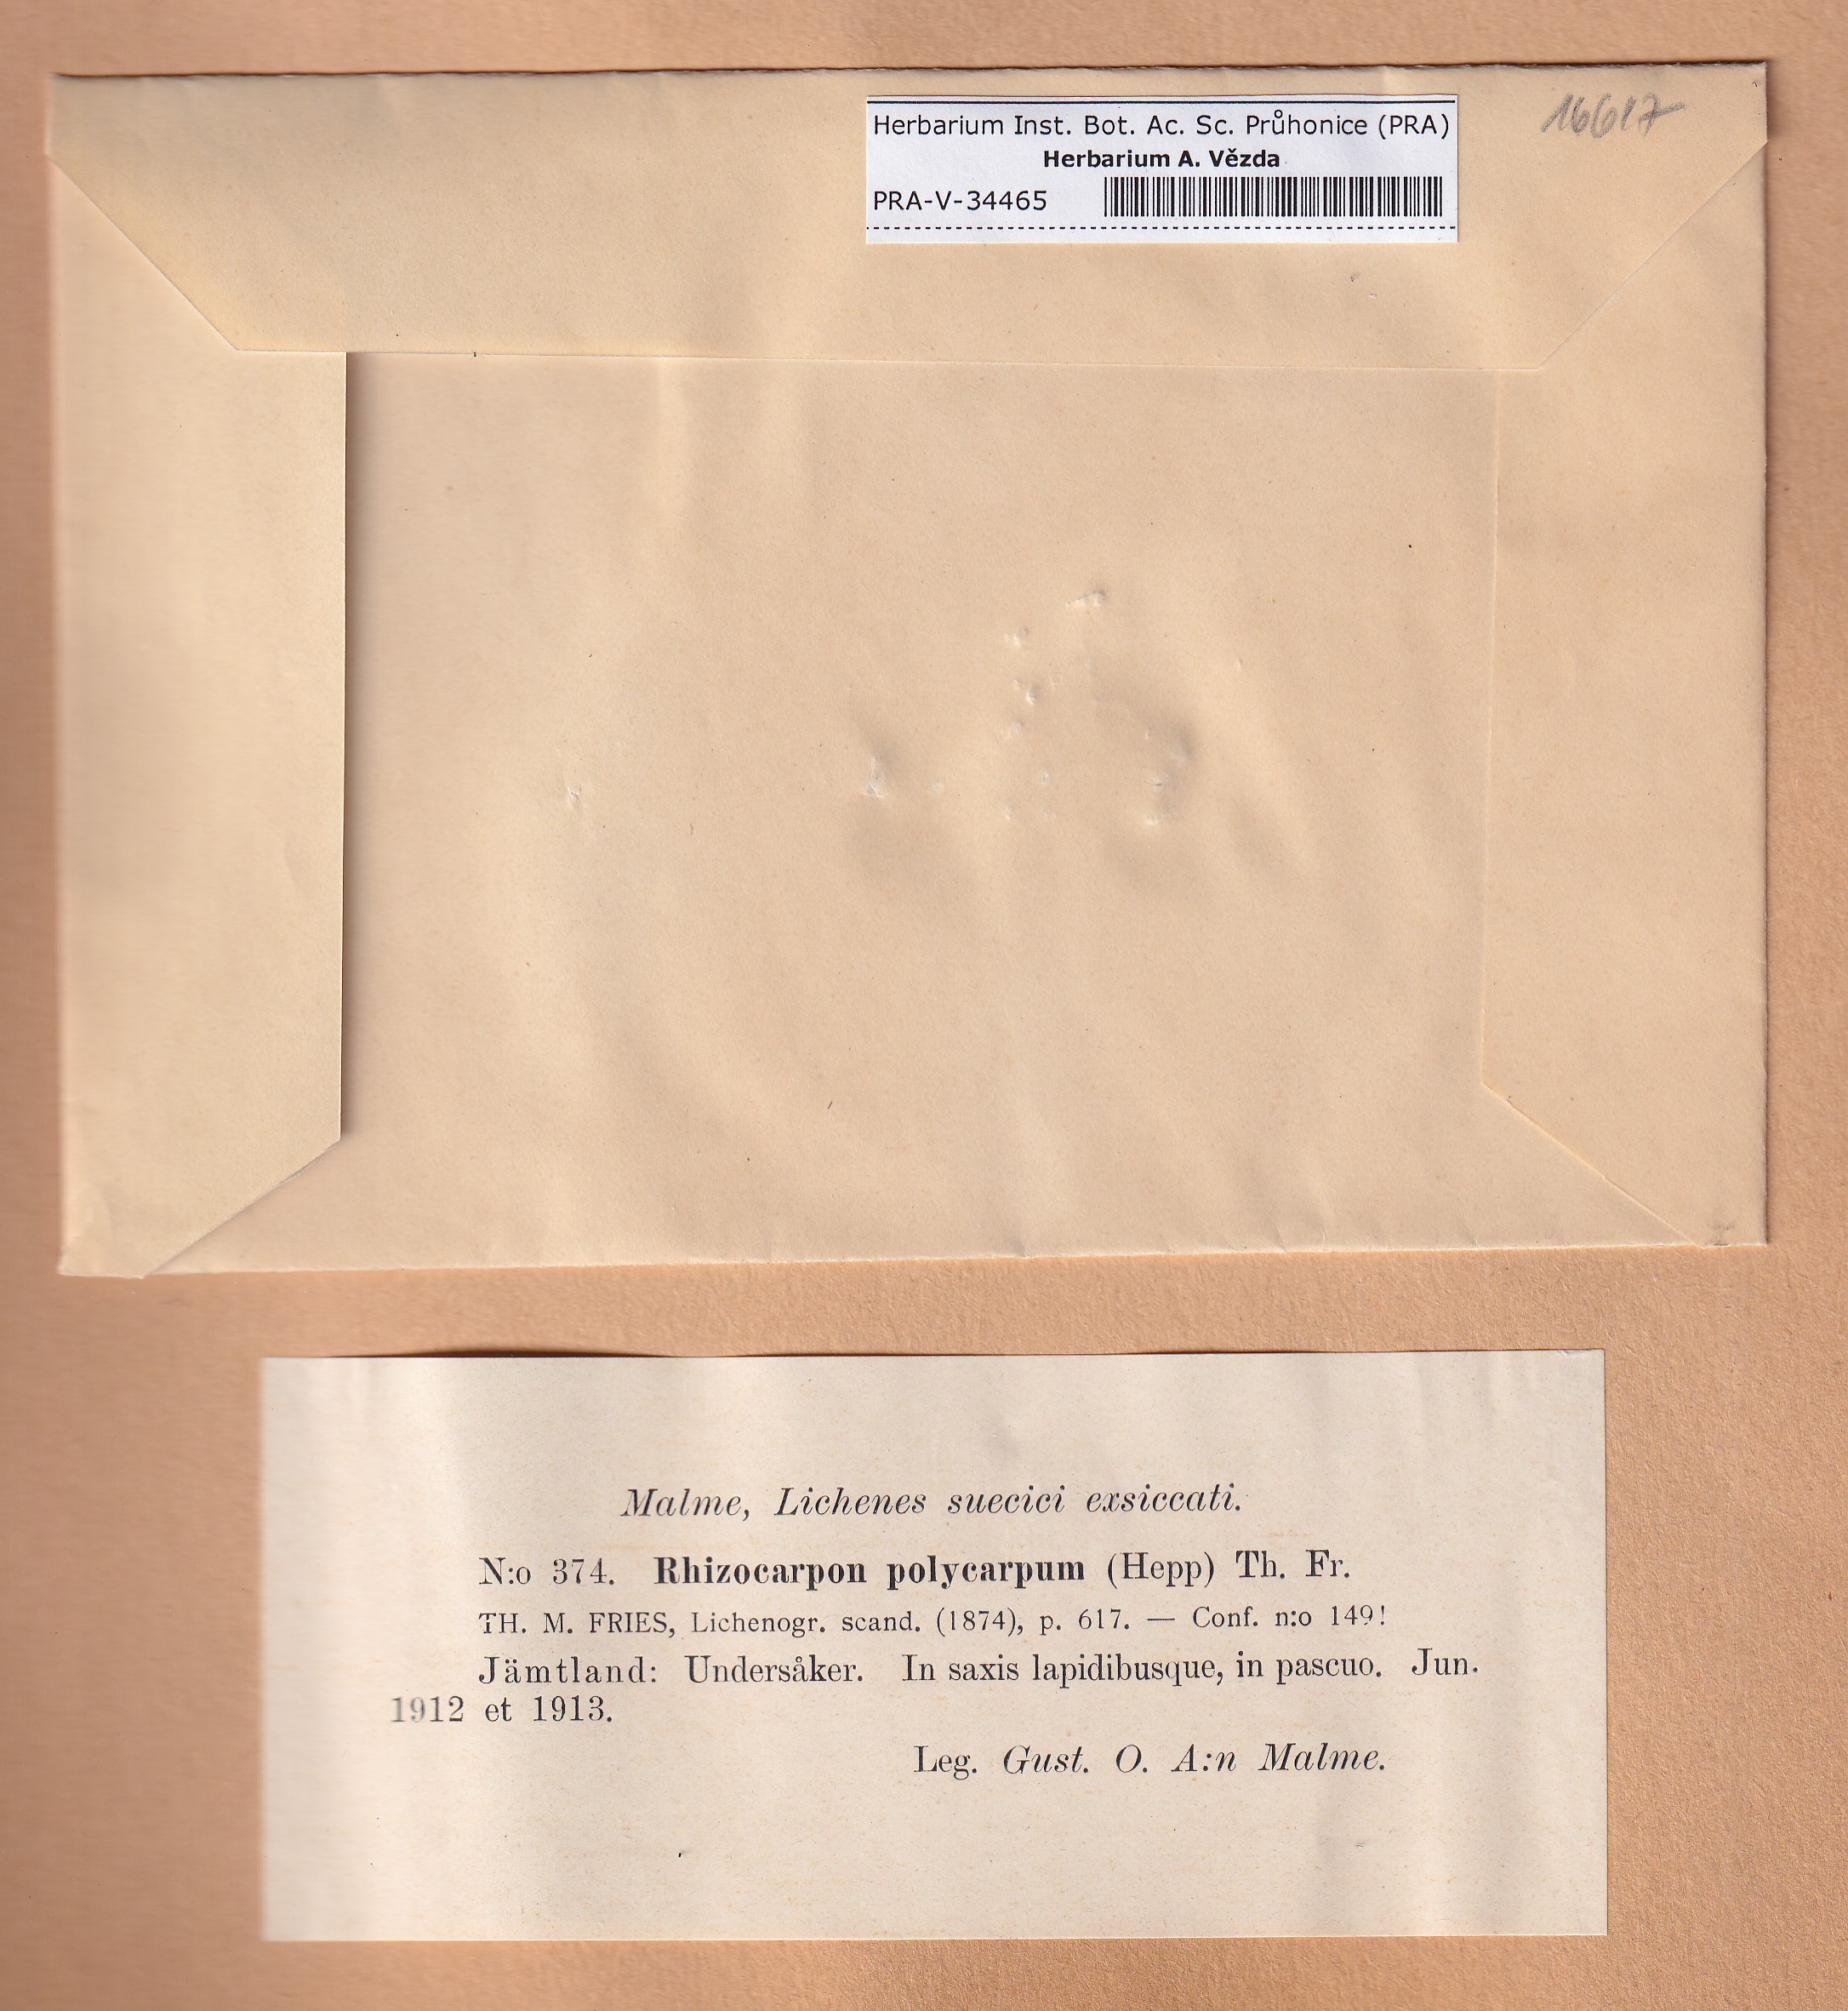 Herbarium Inst. Bot. Ac. Sc. Průhonice (PRA)
Herbarium A. Vězda
PRA-V-34465
16617
Malme, Lichenes suecici exsiccati.
N:o 374. Rhizocarpon polycarpum (Hepp) Th. Fr.
TH. M. FRIES, Lichenogr. scand. (1874), p. 617. — Conf. n:o 149!
Jämtland: Undersåker. In saxis lapidibusque, in pascuo. Jun.
1912 et 1913.
Leg. Gust. O. A:n Malme.